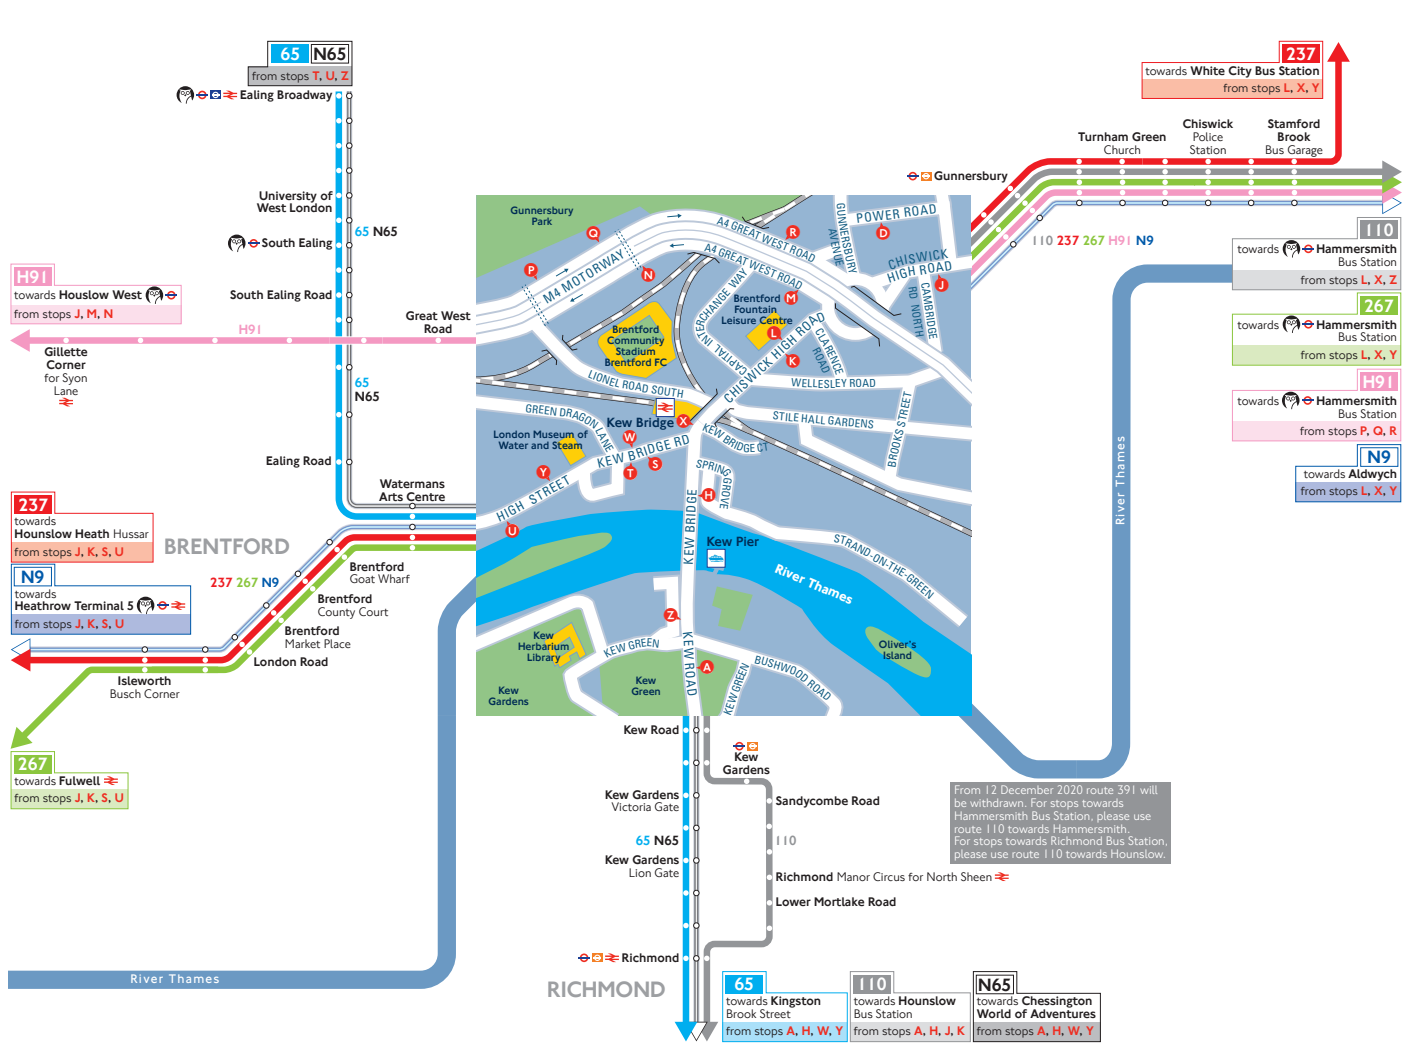 65 N65
from stops T, U, Z
Ealing Broadway
University of
West London
65 N65
South Ealing
South Ealing Road
H91
towards Houslow West
from stops J, M, N
H91
Great West
Road
Gillette
Corner
for Syon
Lane
65
N65
Ealing Road
Watermans
Arts Centre
237
towards
Hounslow Heath Hussar
from stops J, K, S, U
BRENTFORD
N9
towards
Heathrow Terminal 5
from stops J, K, S, U
237 267 N9
Brentford
Goat Wharf
Brentford
County Court
Brentford
Market Place
London Road
Isleworth
Busch Corner
267
towards Fulwell
from stops J, K, S, U
River Thames
237
towards White City Bus Station
from stops L, X, Y
Turnham Green
Church
Chiswick
Police
Station
Stamford
Brook
Bus Garage
Gunnersbury
110 237 267 H91 N9
110
towards Hammersmith
Bus Station
from stops L, X, Z
267
towards Hammersmith
Bus Station
from stops L, X, Y
H91
towards Hammersmith
Bus Station
from stops P, Q, R
N9
towards Aldwych
from stops L, X, Y
River Thames
Gunnersbury
Park
Q
P
N
M4 MOTORWAY
A4 GREAT WEST ROAD
A4 GREAT WEST ROAD
R
D
GUNNERSBURY
AVENUE
POWER ROAD
CHISWICK
HIGH ROAD
J
CAMBRIDGE
RD NORTH
CAPITAL INTERCHANGE WAY
M
Brentford
Fountain
Leisure Centre
L
K
CHISWICK HIGH ROAD
CLARENCE
ROAD
Brentford
Community
Stadium
Brentford FC
LIONEL ROAD SOUTH
WELLESLEY ROAD
STILE HALL GARDENS
BROOKS STREET
GREEN DRAGON LANE
Kew Bridge
X
W
KEW BRIDGE CT
London Museum of
Water and Steam
KEW BRIDGE RD
S
T
Y
HIGH STREET
U
SPRING GROVE
H
KEW BRIDGE
Kew Pier
STRAND-ON-THE-GREEN
River Thames
Z
Kew
Herbarium
Library
KEW GREEN
KEW ROAD
A
Kew
Green
KEW GREEN
BUSHWOOD ROAD
Oliver's
Island
Kew
Gardens
Kew Road
Kew
Gardens
Kew Gardens
Victoria Gate
Sandycombe Road
65 N65
110
Kew Gardens
Lion Gate
Richmond Manor Circus for North Sheen
Lower Mortlake Road
Richmond
RICHMOND
From 12 December 2020 route 391 will
be withdrawn. For stops towards
Hammersmith Bus Station, please use
route 110 towards Hammersmith.
For stops towards Richmond Bus Station,
please use route 110 towards Hounslow.
65
towards Kingston
Brook Street
from stops A, H, W, Y
110
towards Hounslow
Bus Station
from stops A, H, J, K
N65
towards Chessington
World of Adventures
from stops A, H, W, Y